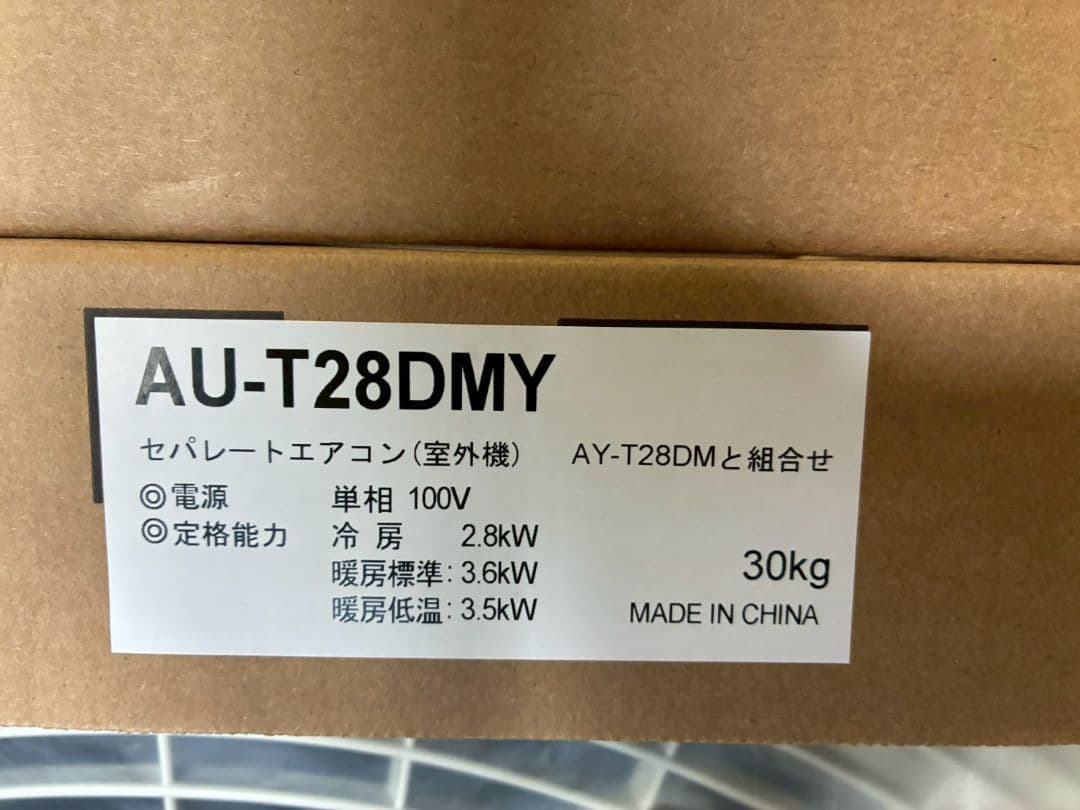 AU-T28DMY
セパレートエアコン(室外機) AY-T28DMと組合せ
◎電源 単相 100V
◎定格能力 冷房 2.8kW
暖房標準: 3.6kW
暖房低温: 3.5kW
30kg
MADE IN CHINA